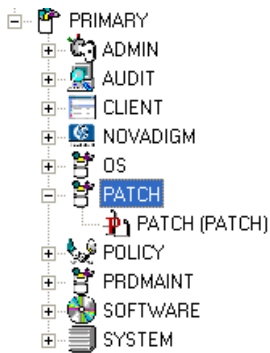 PRIMARY
ADMIN
AUDIT
CLIENT
NOVADIGM
OS
PATCH
PATCH (PATCH)
POLICY
PRDMAINT
SOFTWARE
SYSTEM